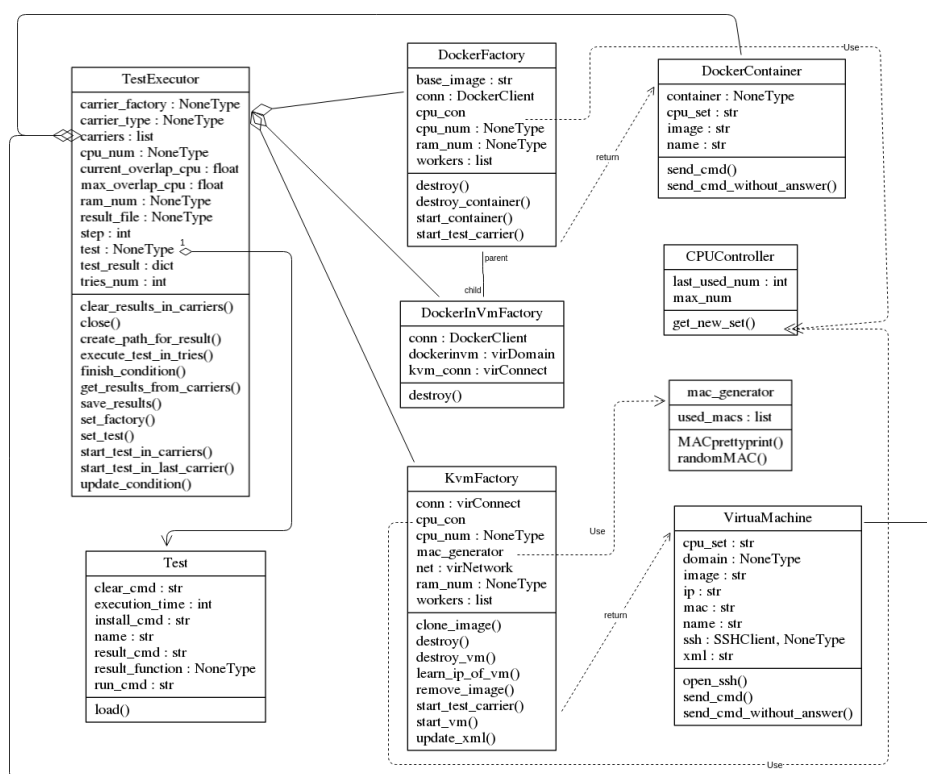 TestExecutor
carrier_factory : NoneType
carrier_type : NoneType
carriers : list
cpu_num : NoneType
current_overlap_cpu : float
max_overlap_cpu : float
ram_num : NoneType
result_file : NoneType
step : int
test : NoneType
1
test_result : dict
tries_num : int
clear_results_in_carriers()
close()
create_path_for_result()
execute_test_in_tries()
finish_condition()
get_results_from_carriers()
save_results()
set_factory()
set_test()
start_test_in_carriers()
start_test_in_last_carrier()
update_condition()
Test
clear_cmd : str
execution_time : int
install_cmd : str
name : str
result_cmd : str
result_function : NoneType
run_cmd : str
load()
DockerFactory
base_image : str
conn : DockerClient
cpu_con
cpu_num : NoneType
ram_num : NoneType
workers : list
destroy()
destroy_container()
start_container()
start_test_carrier()
parent
child
DockerInVmFactory
conn : DockerClient
dockerinvm : virDomain
kvm_conn : virConnect
destroy()
KvmFactory
conn : virConnect
cpu_con
cpu_num : NoneType
mac_generator
net : virNetwork
ram_num : NoneType
workers : list
clone_image()
destroy()
destroy_vm()
learn_ip_of_vm()
remove_image()
start_test_carrier()
start_vm()
update_xml()
Use
return
Use
return
Use
DockerContainer
container : NoneType
cpu_set : str
image : str
name : str
send_cmd()
send_cmd_without_answer()
CPUController
last_used_num : int
max_num
get_new_set()
mac_generator
used_macs : list
MACprettyprint()
randomMAC()
VirtuaMachine
cpu_set : str
domain : NoneType
image : str
ip : str
mac : str
name : str
ssh : SSHClient, NoneType
xml : str
open_ssh()
send_cmd()
send_cmd_without_answer()